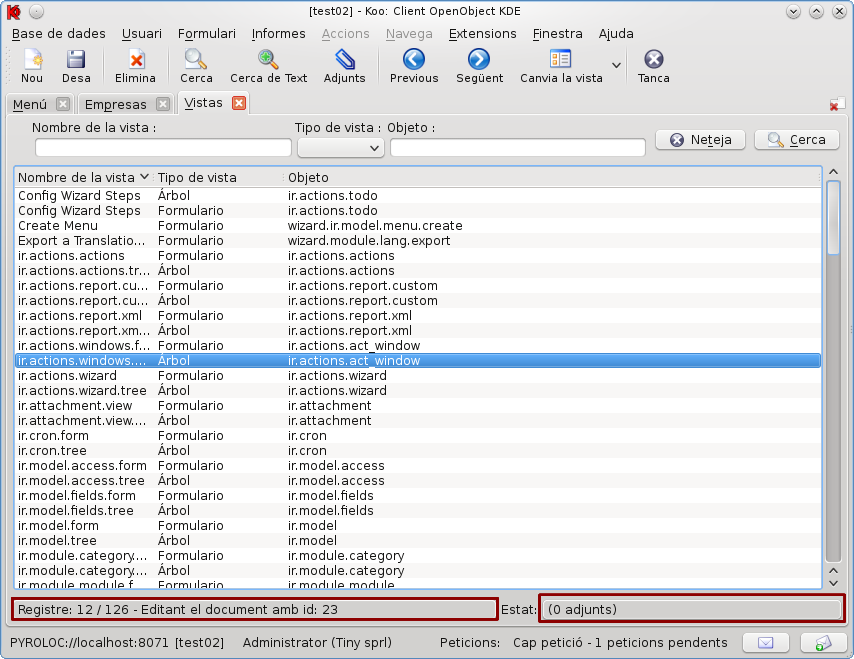 [test02] - Koo: Client OpenObject KDE
Base de dades Usuari Formulari Informes Accions Navega Extensions Finestra Ajuda
Nou Desa Elimina Cerca Cerca de Text Adjunts Previous Següent Canvia la vista Tanca
Menú Empresas Vistas
Nombre de la vista : Tipo de vista : Objeto :
Neteja Cerca
Nombre de la vista Tipo de vista Objeto
Config Wizard Steps Árbol ir.actions.todo
Config Wizard Steps Formulario ir.actions.todo
Create Menu Formulario wizard.ir.model.menu.create
Export a Translatio... Formulario wizard.module.lang.export
ir.actions.actions Formulario ir.actions.actions
ir.actions.actions.tr... Árbol ir.actions.actions
ir.actions.report.cu... Formulario ir.actions.report.custom
ir.actions.report.cu... Árbol ir.actions.report.custom
ir.actions.report.xml Formulario ir.actions.report.xml
ir.actions.report.xm... Árbol ir.actions.report.xml
ir.actions.windows.f... Formulario ir.actions.act_window
ir.actions.windows.... Árbol ir.actions.act_window
ir.actions.wizard Formulario ir.actions.wizard
ir.actions.wizard.tree Árbol ir.actions.wizard
ir.attachment.view Formulario ir.attachment
ir.attachment.view.... Árbol ir.attachment
ir.cron.form Formulario ir.cron
ir.cron.tree Árbol ir.cron
ir.model.access.form Formulario ir.model.access
ir.model.access.tree Árbol ir.model.access
ir.model.fields.form Formulario ir.model.fields
ir.model.fields.tree Árbol ir.model.fields
ir.model.form Formulario ir.model
ir.model.tree Árbol ir.model
ir.module.category.... Formulario ir.module.category
ir.module.category.... Árbol ir.module.category
ir.module.module.f... Formulario ir.module.module
Registre: 12 / 126 - Editant el document amb id: 23 Estat: (0 adjunts)
PYROLOC://localhost:8071 [test02] Administrator (Tiny sprl) Peticions: Cap petició - 1 peticions pendents